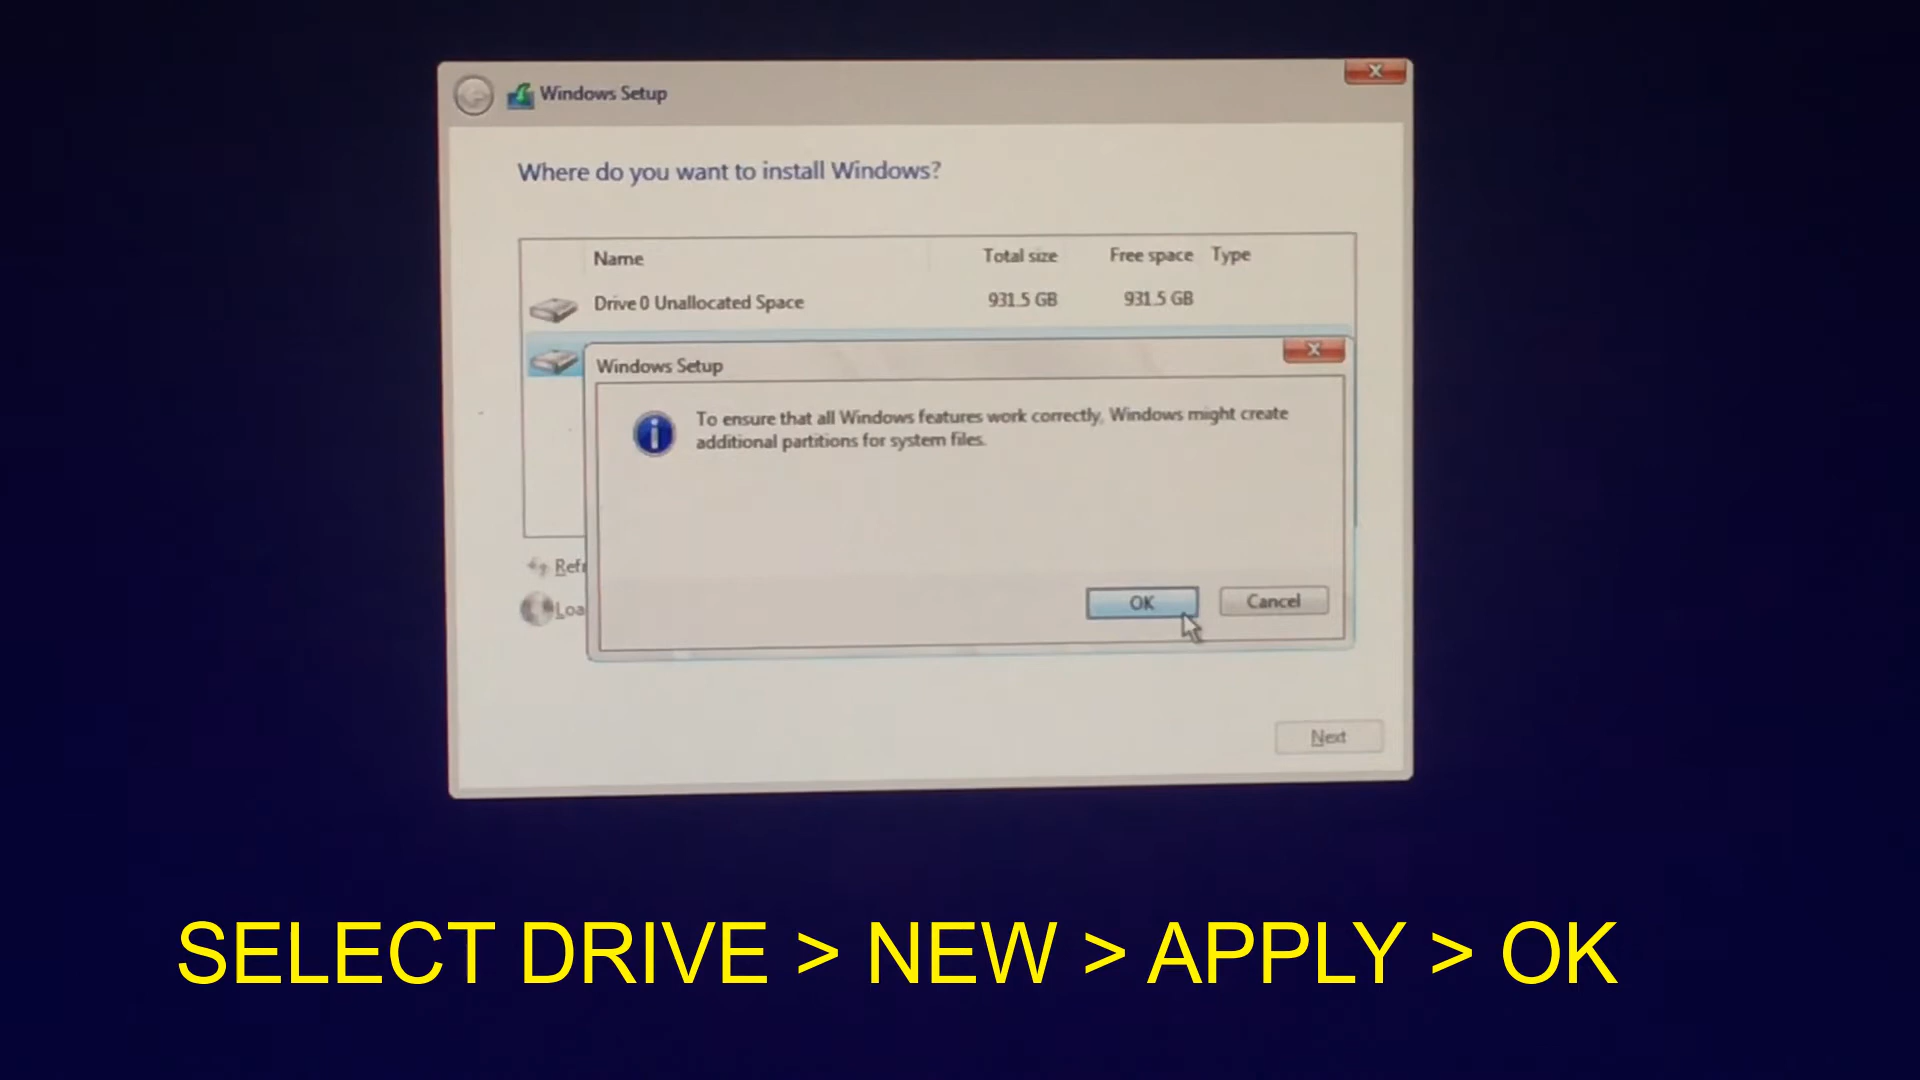 Windows Setup
Where do you want to install Windows?
Name Total size Free space Type
Drive 0 Unallocated Space 931.5 GB 931.5 GB
Windows Setup
To ensure that all Windows features work correctly, Windows might create
additional partitions for system files.
Refr
Loa
OK Cancel
Next
SELECT DRIVE > NEW > APPLY > OK